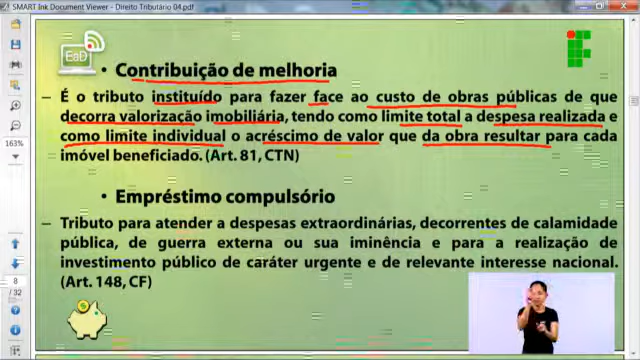 SMART Ink Document Viewer - Direito Tributário 04.pdf
EaD
• Contribuição de melhoria
– É o tributo instituído para fazer face ao custo de obras públicas de que
decorra valorização imobiliária, tendo como limite total a despesa realizada e
como limite individual o acréscimo de valor que da obra resultar para cada
imóvel beneficiado. (Art. 81, CTN)
• Empréstimo compulsório
– Tributo para atender a despesas extraordinárias, decorrentes de calamidade
pública, de guerra externa ou sua iminência e para a realização de
investimento público de caráter urgente e de relevante interesse nacional.
(Art. 148, CF)
163%
8
/ 32